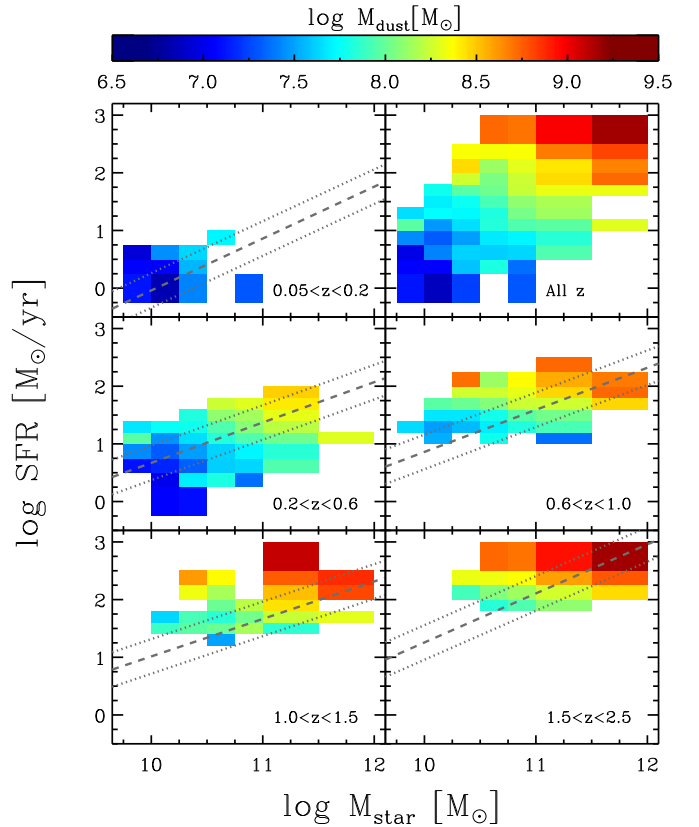 log M_dust[M_⊙]
6.5 7.0 7.5 8.0 8.5 9.0 9.5
3
2
1
0
0.05<z<0.2
All z
2
1
0
0.2<z<0.6
0.6<z<1.0
3
2
1
0
1.0<z<1.5
1.5<z<2.5
10 11 12 10 11 12
log SFR [M_⊙/yr]
log M_star [M_⊙]